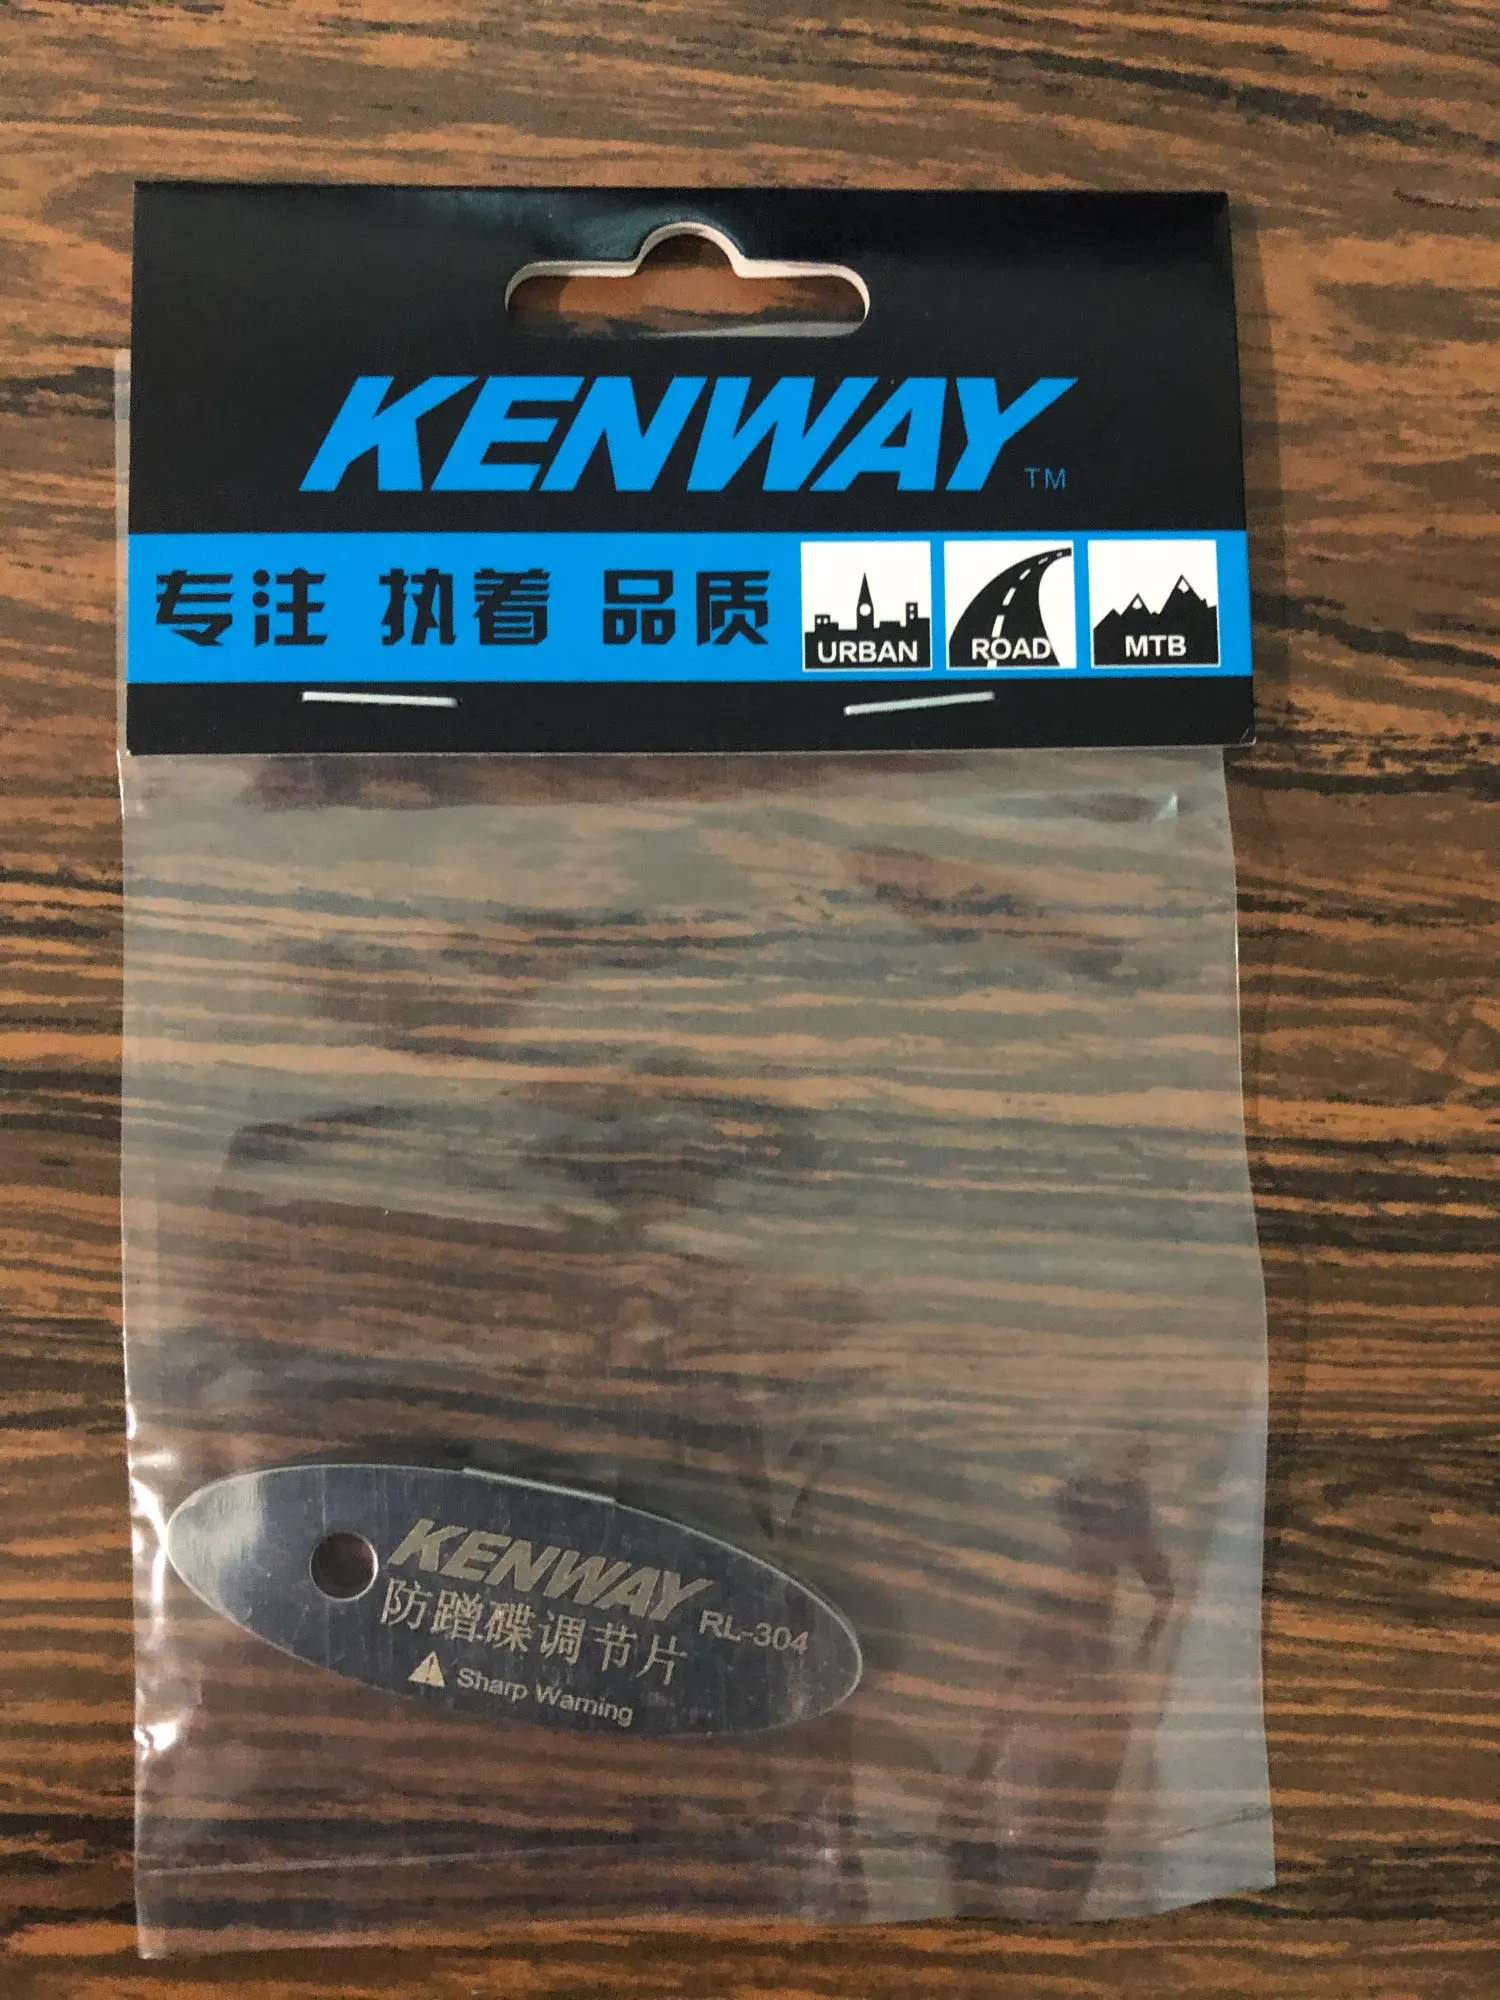 KENWAY TM
专注 执着 品质
URBAN ROAD MTB
KENWAY
防蹭碟调节片 RL-304
Sharp Warning